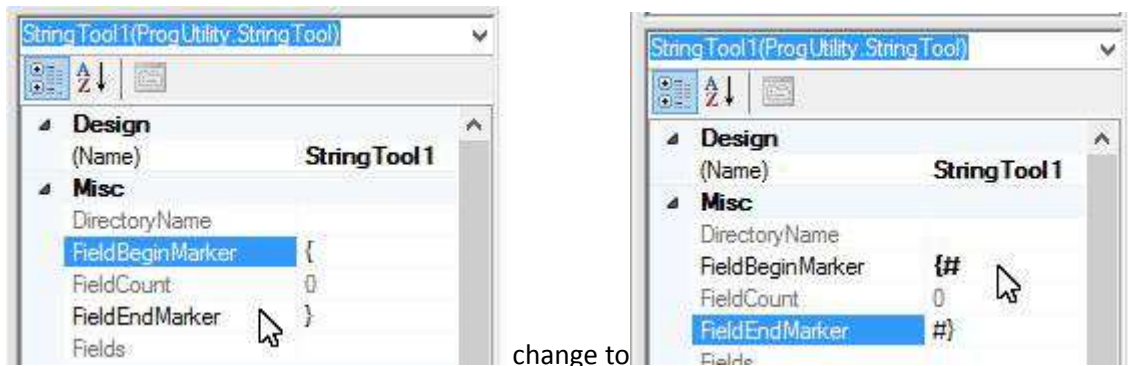 StringTool1(ProgUtility.StringTool)
Design
(Name) StringTool1
Misc
DirectoryName
FieldBeginMarker {
FieldCount 0
FieldEndMarker }
Fields
change to
StringTool1(ProgUtility.StringTool)
Design
(Name) StringTool1
Misc
DirectoryName
FieldBeginMarker {#
FieldCount 0
FieldEndMarker #}
Fields